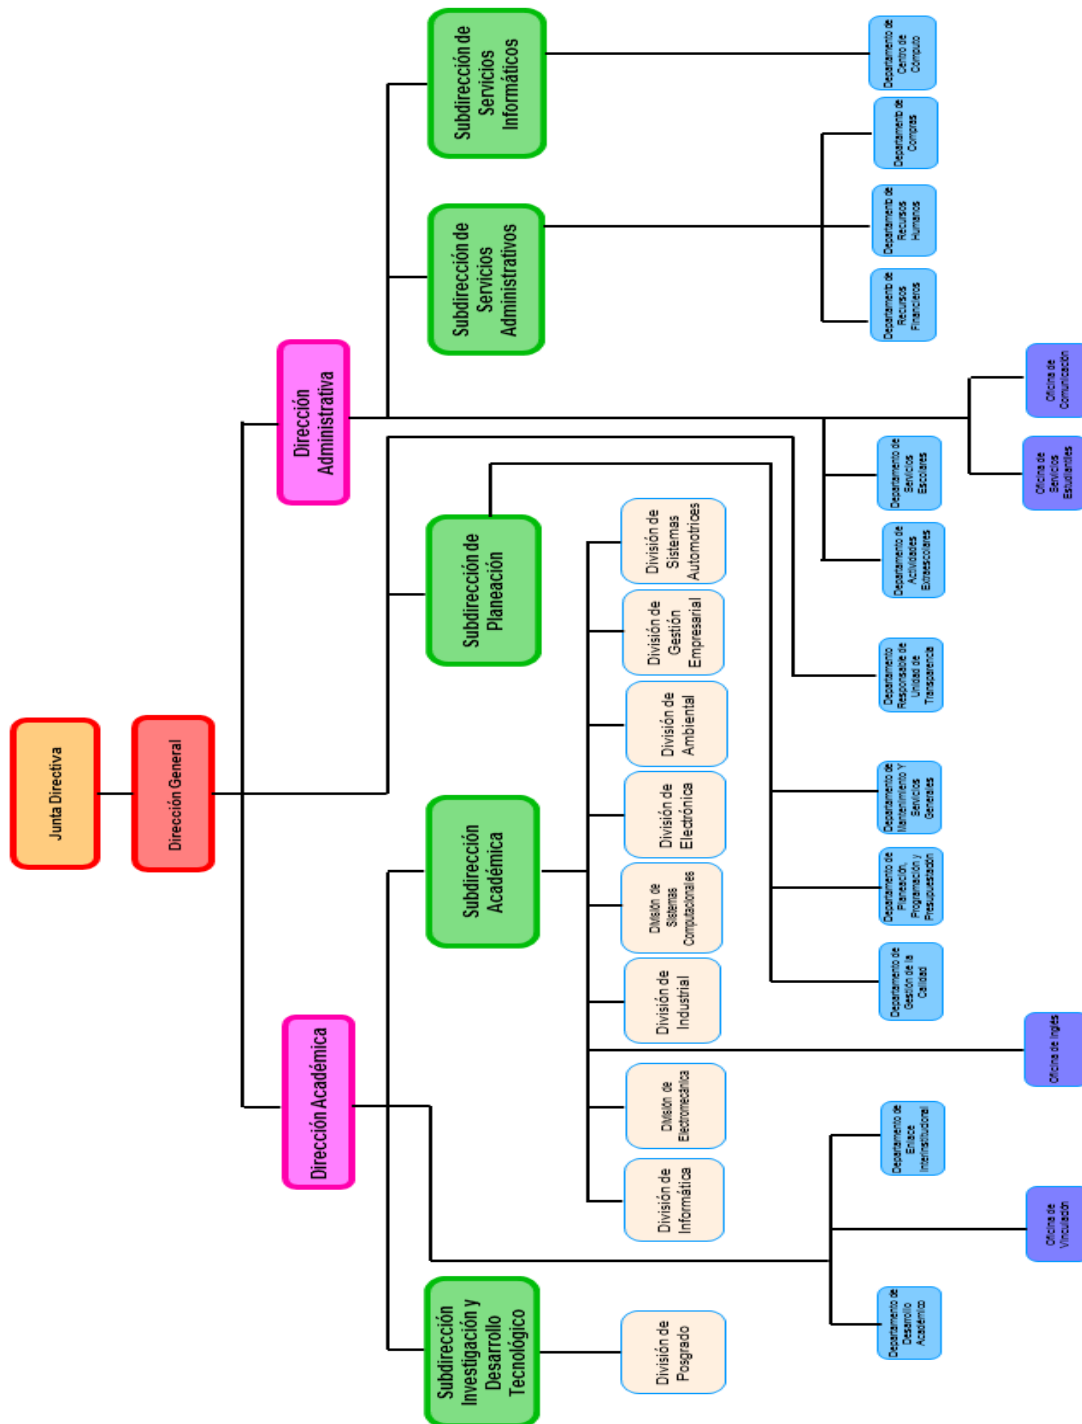 Junta Directiva
Dirección General
Dirección Académica
Dirección
Administrativa
Subdirección
Investigación y
Desarrollo
Tecnológico
Subdirección
Académica
Subdirección de
Planeación
Subdirección de
Servicios
Administrativos
Subdirección de
Servicios
Informáticos
División de
Posgrado
División de
Informática
División de
Electromecánica
División de
Industrial
División de
Sistemas
Computacionales
División de
Electrónica
División de
Ambiental
División de
Gestión
Empresarial
División de
Sistemas
Automotrices
Departamento de
Desarrollo
Académico
Departamento de
Enlace
Interinstitucional
Departamento de
Gestión de la
Calidad
Departamento de
Planeación,
Programación y
Presupuestación
Departamento de
Mantenimiento Y
Servicios
Generales
Departamento
Responsable de
Unidad de
Transparencia
Departamento de
Actividades
Extraescolares
Departamento de
Servicios
Escolares
Departamento de
Recursos
Financieros
Departamento de
Recursos
Humanos
Departamento de
Compras
Departamento de
Centro de
Cómputo
Oficina de
Vinculación
Oficina de Inglés
Oficina de
Servicios
Estudiantiles
Oficina de
Comunicación